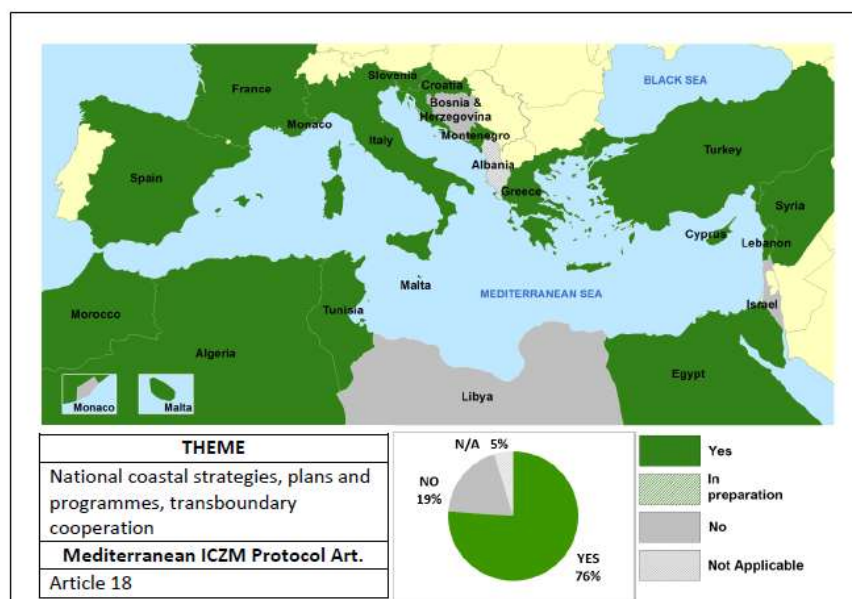 BLACK SEA
Slovenia
Croatia
France
Bosnia &
Herzegovina
Monaco
Italy
Montenegro
Turkey
Albania
Spain
Greece
Syria
Cyprus
Lebanon
Malta
MEDITERRANEAN SEA
Israel
Morocco
Tunisia
Algeria
Egypt
Libya
Monaco
Malta
THEME
National coastal strategies, plans and
programmes, transboundary
cooperation
Mediterranean ICZM Protocol Art.
Article 18
N/A 5%
NO
19%
YES
76%
Yes
In
preparation
No
Not Applicable